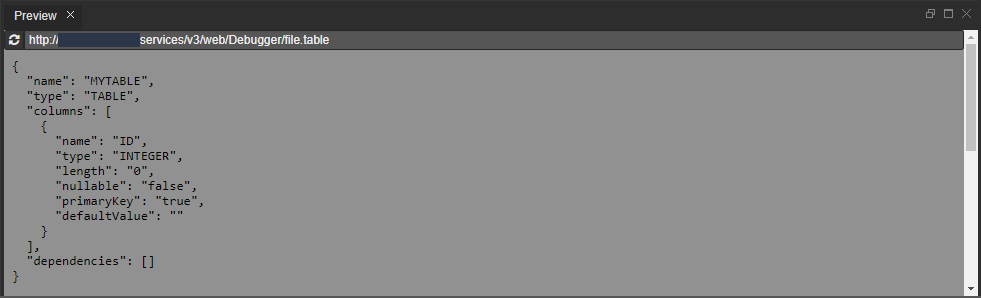 Preview
http:// services/v3/web/Debugger/file.table
{
  "name": "MYTABLE",
  "type": "TABLE",
  "columns": [
    {
      "name": "ID",
      "type": "INTEGER",
      "length": "0",
      "nullable": "false",
      "primaryKey": "true",
      "defaultValue": ""
    }
  ],
  "dependencies": []
}